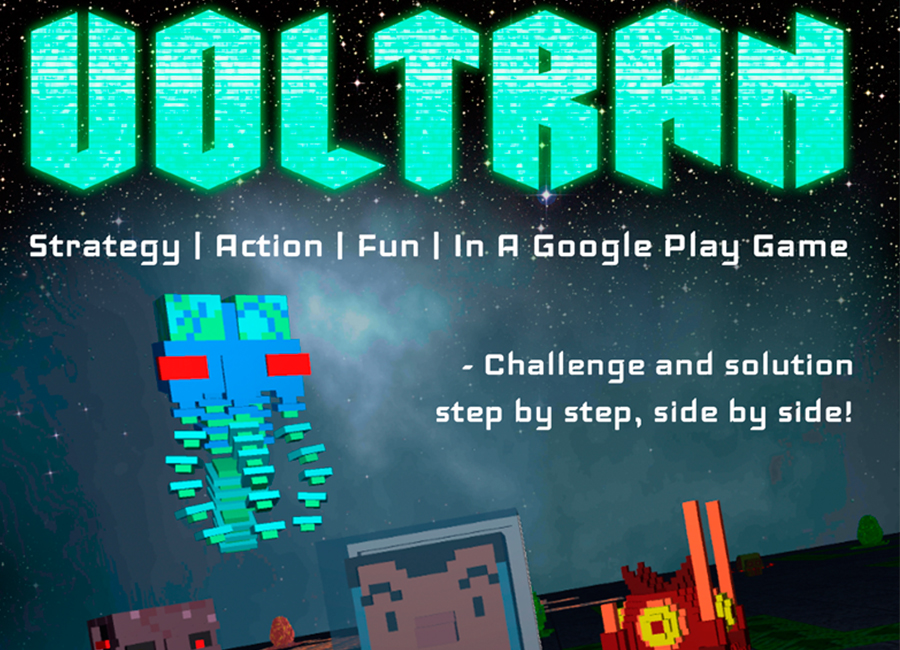 VOLTRAN
Strategy | Action | Fun | In A Google Play Game
- Challenge and solution
step by step, side by side!